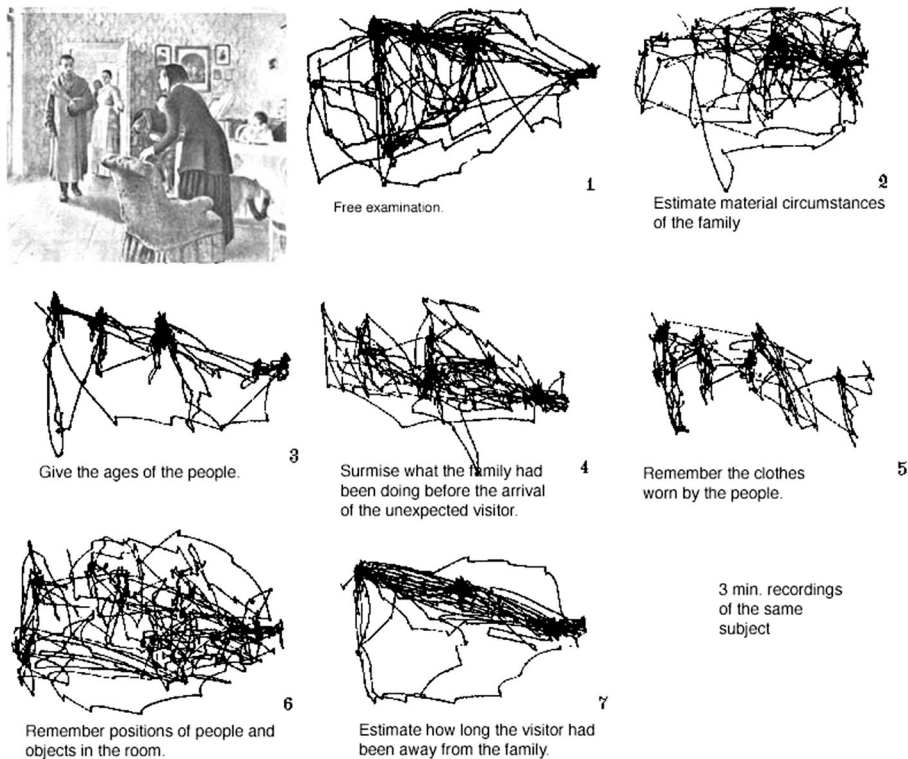 1
Free examination.
2
Estimate material circumstances
of the family
3
Give the ages of the people.
4
Surmise what the family had
been doing before the arrival
of the unexpected visitor.
5
Remember the clothes
worn by the people.
6
Remember positions of people and
objects in the room.
7
Estimate how long the visitor had
been away from the family.
3 min. recordings
of the same
subject